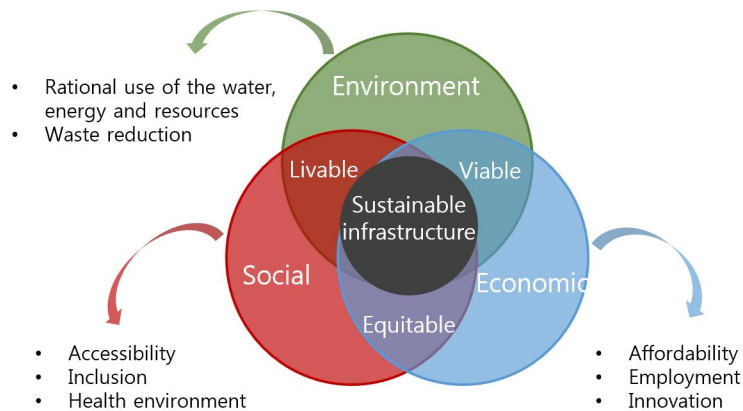 Environment
• Rational use of the water,
energy and resources
• Waste reduction
Livable
Viable
Sustainable
infrastructure
Social
Economic
Equitable
• Accessibility
• Inclusion
• Health environment
• Affordability
• Employment
• Innovation